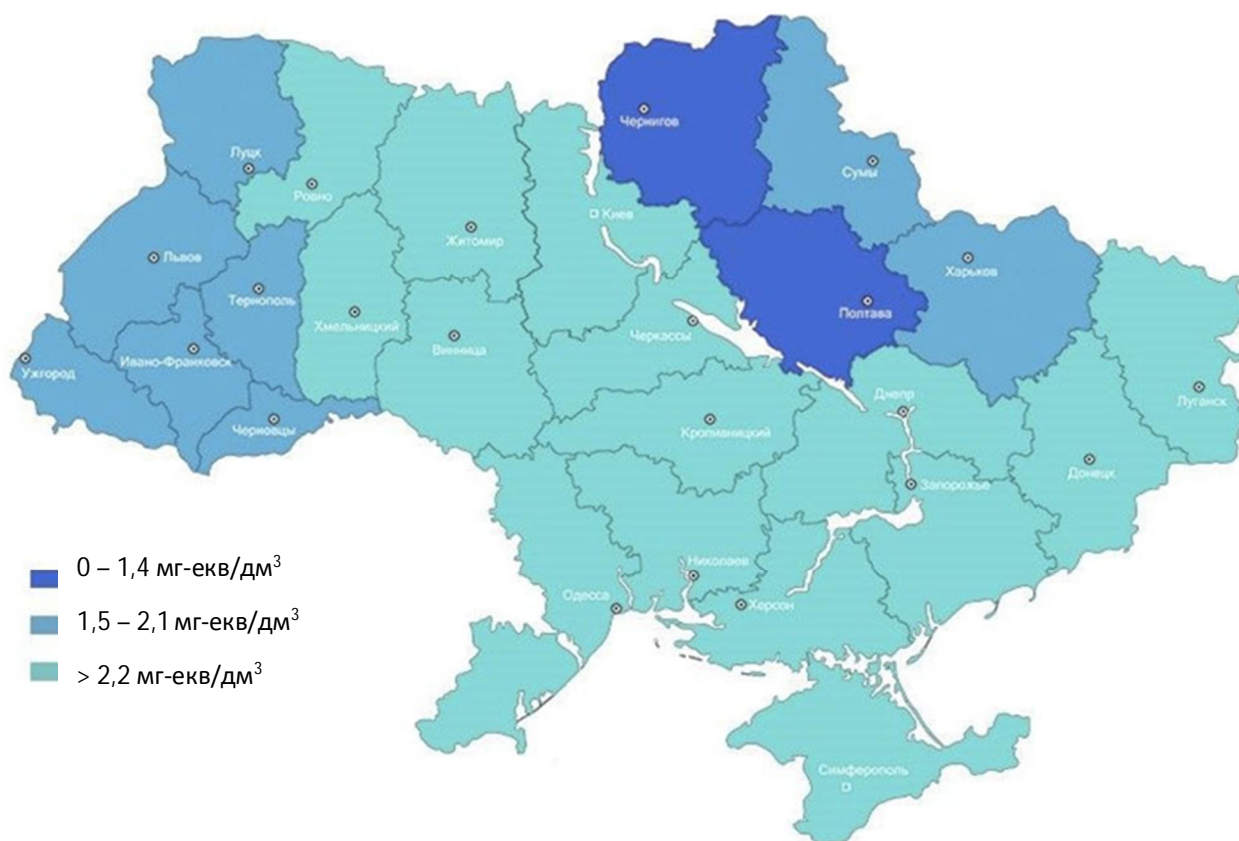 Чернигов
Луцк
Сумы
Ровно
Киев
Житомир
Львов
Харьков
Тернополь
Полтава
Хмельницкий
Черкассы
Винница
Ивано-Франковск
Ужгород
Луганск
Днепр
Черновцы
Кропивницкий
Донецк
Запорожье
0 – 1,4 мг-екв/дм³
Николаев
Одесса
Херсон
1,5 – 2,1 мг-екв/дм³
> 2,2 мг-екв/дм³
Симферополь